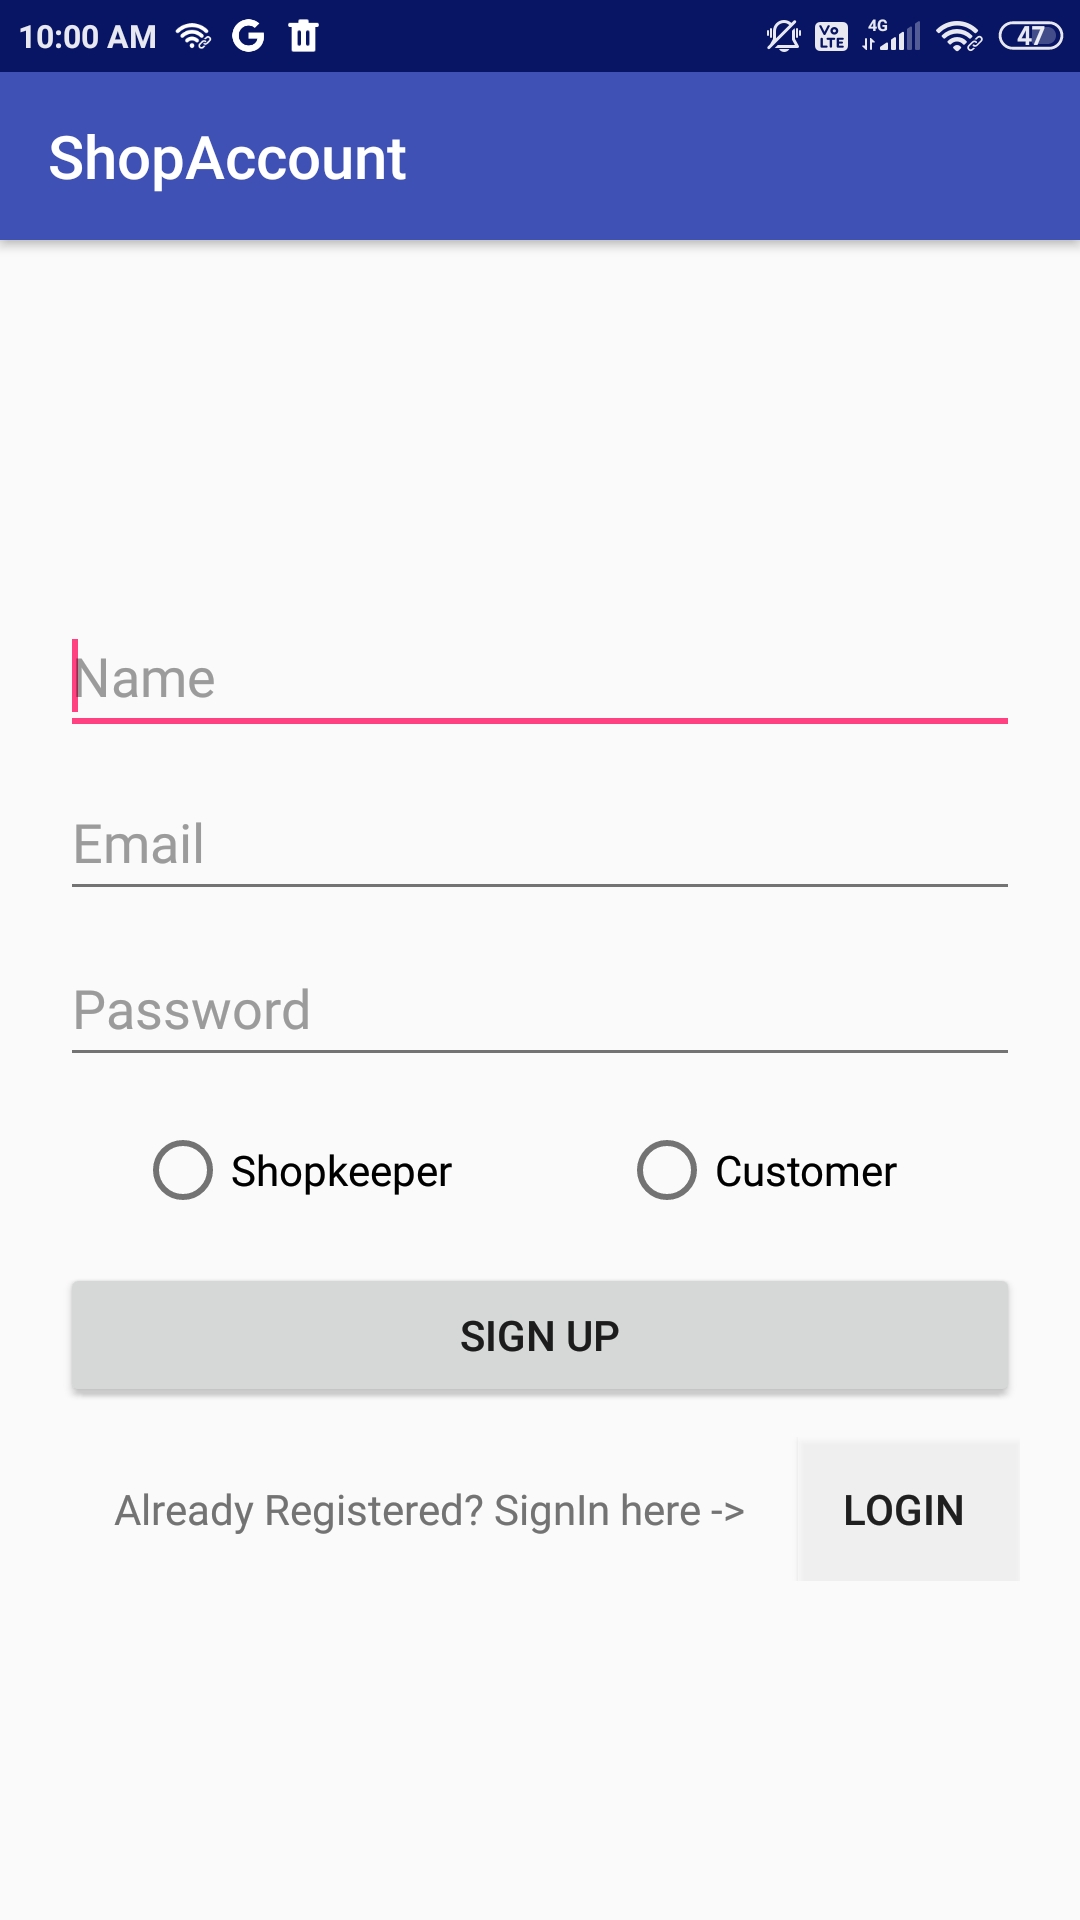 10:00 AM G Vo LTE 4G 47
ShopAccount
Name
Email
Password
Shopkeeper Customer
SIGN UP
Already Registered? SignIn here -> LOGIN